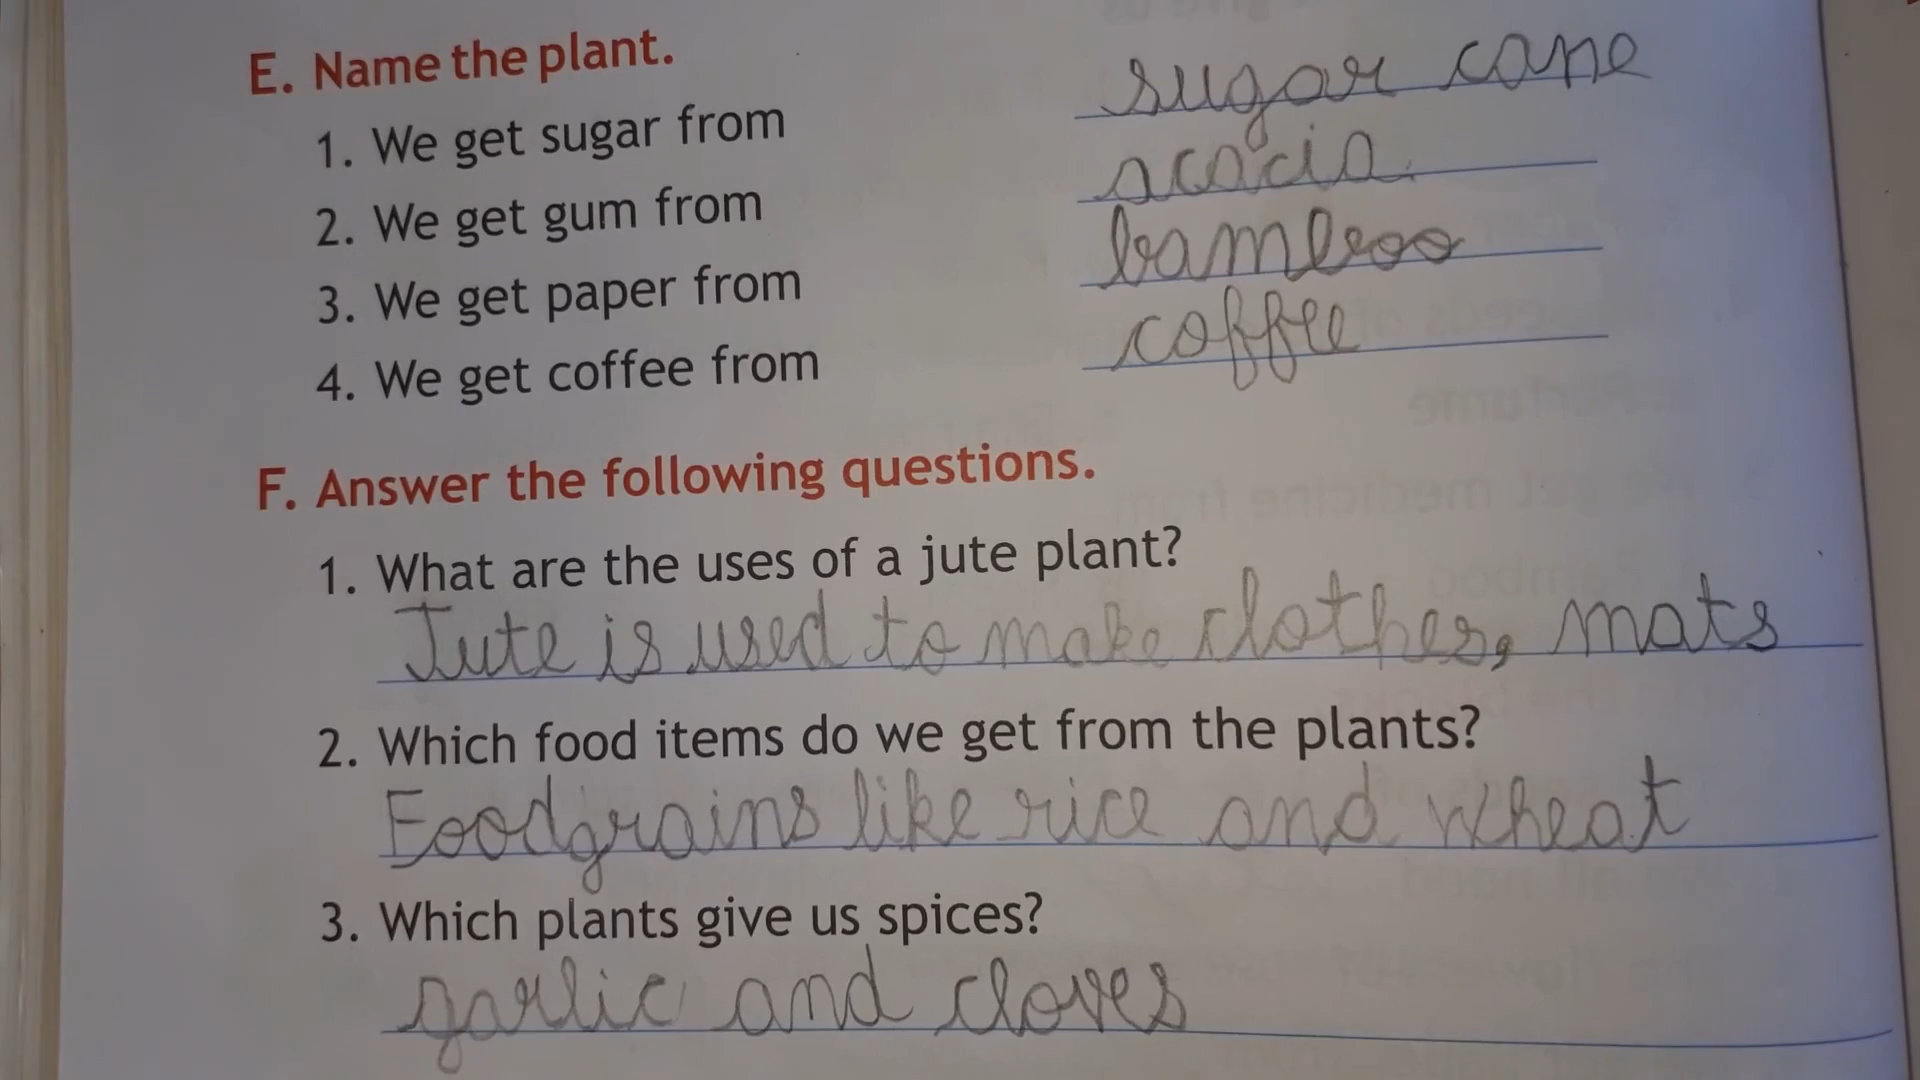 E. Name the plant.
1. We get sugar from sugar cane
2. We get gum from acacia
3. We get paper from bamboo
4. We get coffee from coffee
F. Answer the following questions.
1. What are the uses of a jute plant?
Jute is used to make clothes, mats
2. Which food items do we get from the plants?
Foodgrains like rice and wheat
3. Which plants give us spices?
garlic and cloves